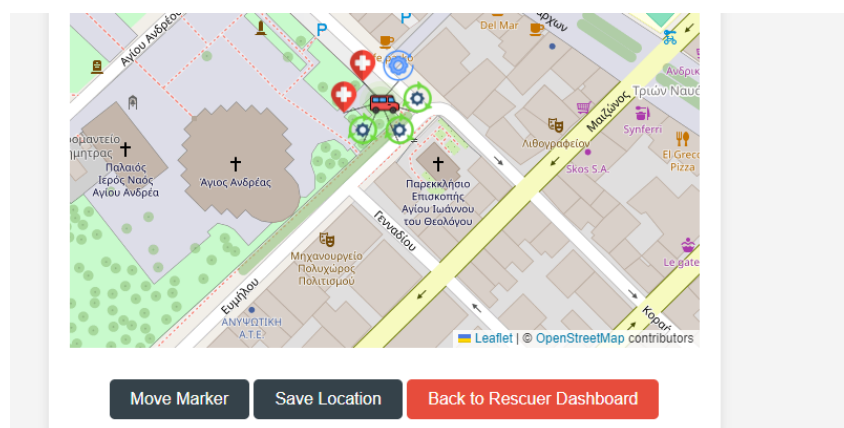 Αγίου Ανδρέου
P
P
Del Mar
Ανδρικ
Τριών Ναυά
Μαιζώνος
Synferri
Λιθογραφείον
El Greco
Pizza
Skos S.A.
Παλαιός
Ιερός Ναός
Αγίου Ανδρέα
Άγιος Ανδρέας
Παρεκκλήσιο
Επισκοπής
Αγίου Ιωάννου
του Θεολόγου
Γενναδίου
Μηχανουργείο
Πολυχώρος
Πολιτισμού
Le gate
Ευμήλου
ΑΝΥΨΩΤΙΚΗ
Α.Τ.Ε.
Κοραή
Leaflet | © OpenStreetMap contributors
Move Marker Save Location Back to Rescuer Dashboard